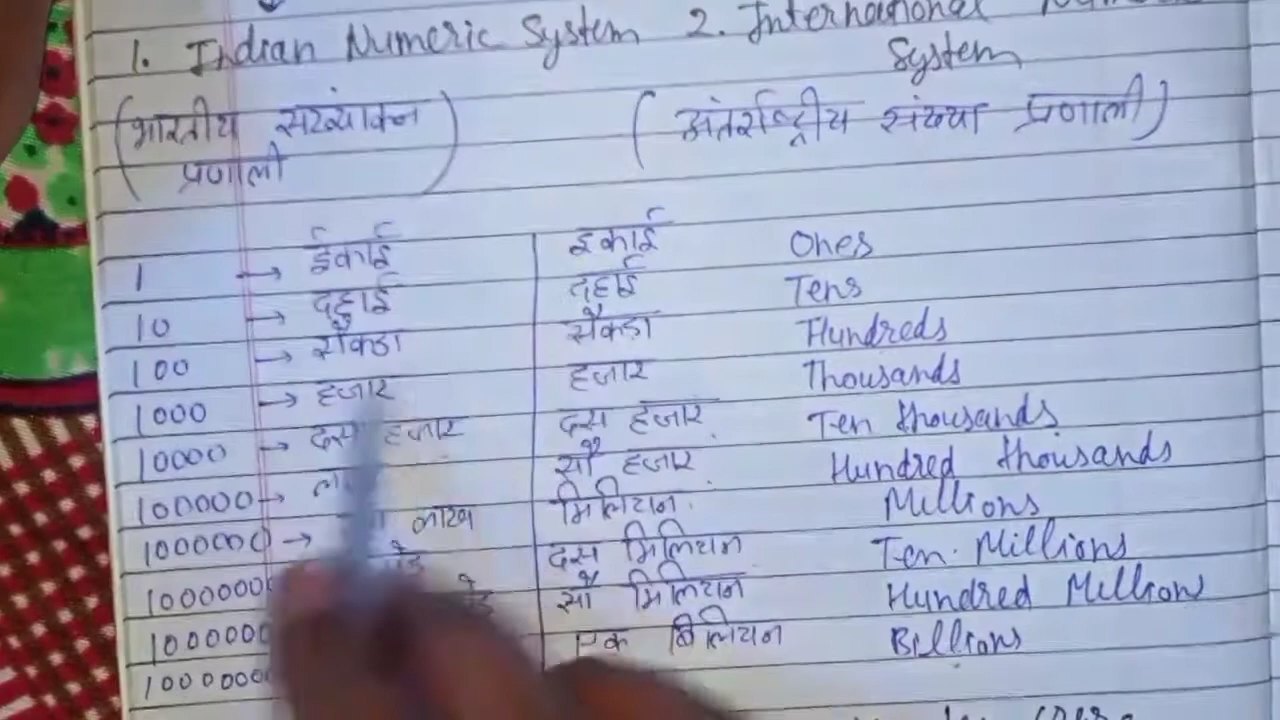 1. Indian Numeric System 2. International
System
(भारतीय संख्यांकन प्रणाली) (अंतर्राष्ट्रीय संख्या प्रणाली)
1 → ईकाई इकाई Ones
10 → दहाई दहाई Tens
100 → सैकडा सैकडा Hundreds
1000 → हजार हजार Thousands
10000 → दस हजार दस हजार Ten thousands
100000 → सौ हजार Hundred thousands
1000000 → लाख मिलियन Millions
दस मिलियन Ten Millions
सौ मिलियन Hundred Millions
एक बिलियन Billions